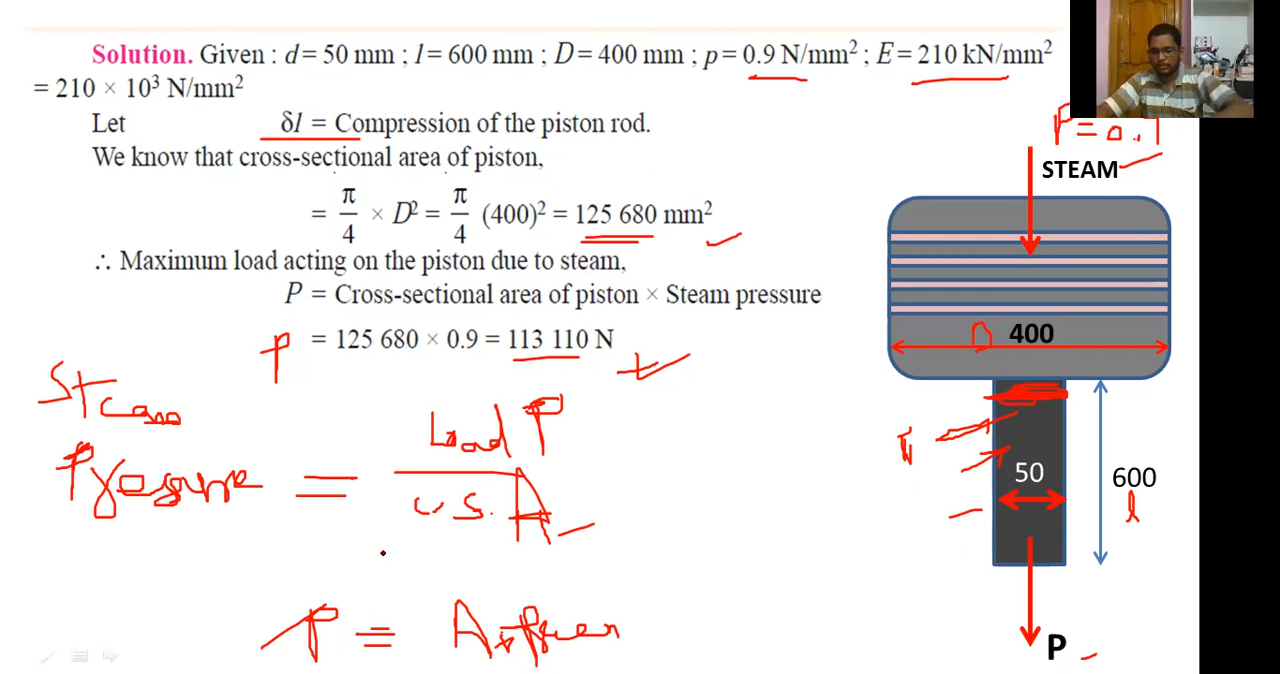 Solution. Given : d = 50 mm ; l = 600 mm ; D = 400 mm ; p = 0.9 N/mm² ; E = 210 kN/mm²
= 210 × 10³ N/mm²
Let δl = Compression of the piston rod.
We know that cross-sectional area of piston,
= π/4 × D² = π/4 (400)² = 125 680 mm²
∴ Maximum load acting on the piston due to steam,
P = Cross-sectional area of piston × Steam pressure
= 125 680 × 0.9 = 113 110 N
P
Steam
Pressure = Load P
c.s. A
P = A×
P = 0.
STEAM
D 400
50
600
l
P